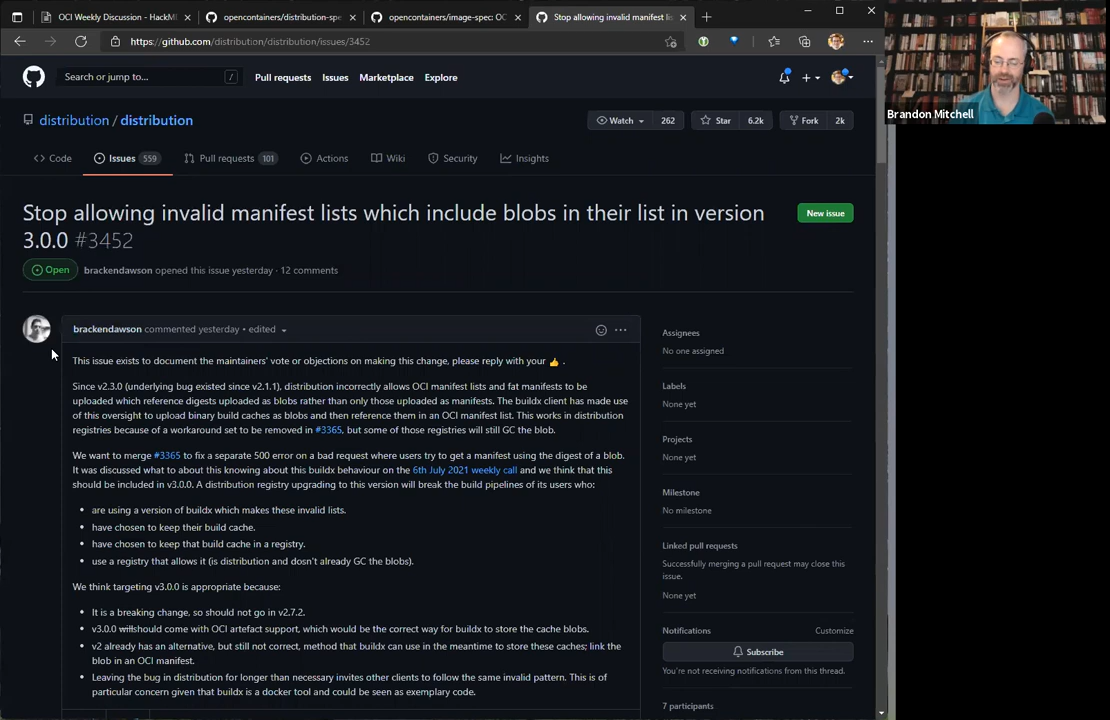 OCI Weekly Discussion - HackM
opencontainers/distribution-spe
opencontainers/image-spec: OC
Stop allowing invalid manifest lis
https://github.com/distribution/distribution/issues/3452
Search or jump to...
/
Pull requests
Issues
Marketplace
Explore
Brandon Mitchell
distribution / distribution
Watch
262
Star
6.2k
Fork
2k
Code
Issues
559
Pull requests
101
Actions
Wiki
Security
Insights
Stop allowing invalid manifest lists which include blobs in their list in version
3.0.0 #3452
New issue
Open
brackendawson opened this issue yesterday · 12 comments
brackendawson commented yesterday • edited
This issue exists to document the maintainers' vote or objections on making this change, please reply with your 👍 .
Since v2.3.0 (underlying bug existed since v2.1.1), distribution incorrectly allows OCI manifest lists and fat manifests to be
uploaded which reference digests uploaded as blobs rather than only those uploaded as manifests. The buildx client has made use
of this oversight to upload binary build caches as blobs and then reference them in an OCI manifest list. This works in distribution
registries because of a workaround set to be removed in #3365, but some of those registries will still GC the blob.
We want to merge #3365 to fix a separate 500 error on a bad request where users try to get a manifest using the digest of a blob.
It was discussed what to about this knowing about this buildx behaviour on the 6th July 2021 weekly call and we think that this
should be included in v3.0.0. A distribution registry upgrading to this version will break the build pipelines of its users who:
• are using a version of buildx which makes these invalid lists.
• have chosen to keep their build cache.
• have chosen to keep that build cache in a registry.
• use a registry that allows it (is distribution and dosn't already GC the blobs).
We think targeting v3.0.0 is appropriate because:
• It is a breaking change, so should not go in v2.7.2.
• v3.0.0 willshould come with OCI artefact support, which would be the correct way for buildx to store the cache blobs.
• v2 already has an alternative, but still not correct, method that buildx can use in the meantime to store these caches; link the
blob in an OCI manifest.
• Leaving the bug in distribution for longer than necessary invites other clients to follow the same invalid pattern. This is of
particular concern given that buildx is a docker tool and could be seen as exemplary code.
Assignees
No one assigned
Labels
None yet
Projects
None yet
Milestone
No milestone
Linked pull requests
Successfully merging a pull request may close this
issue.
None yet
Notifications
Customize
Subscribe
You're not receiving notifications from this thread.
7 participants